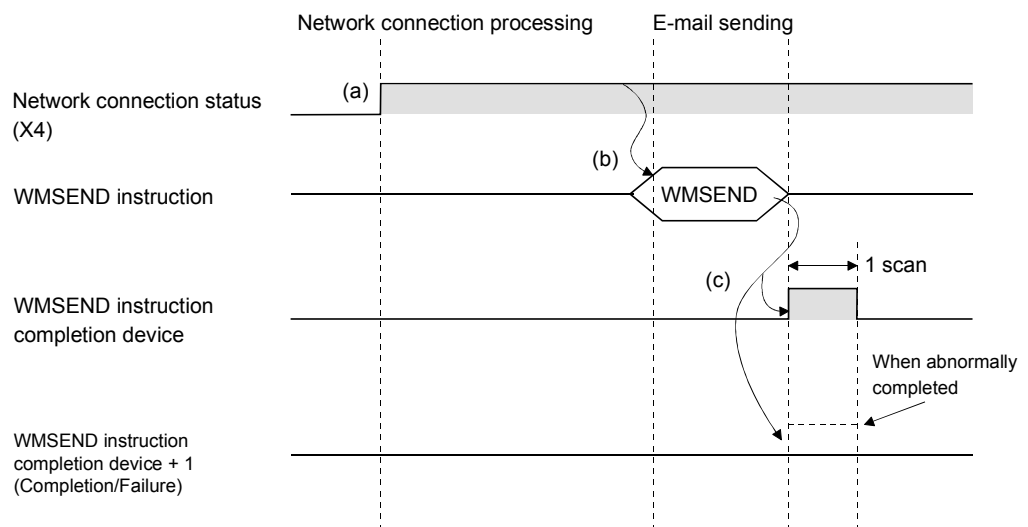 Network connection processing
E-mail sending
Network connection status
(X4)
(a)
(b)
WMSEND instruction
WMSEND
1 scan
(c)
WMSEND instruction
completion device
When abnormally
completed
WMSEND instruction
completion device + 1
(Completion/Failure)